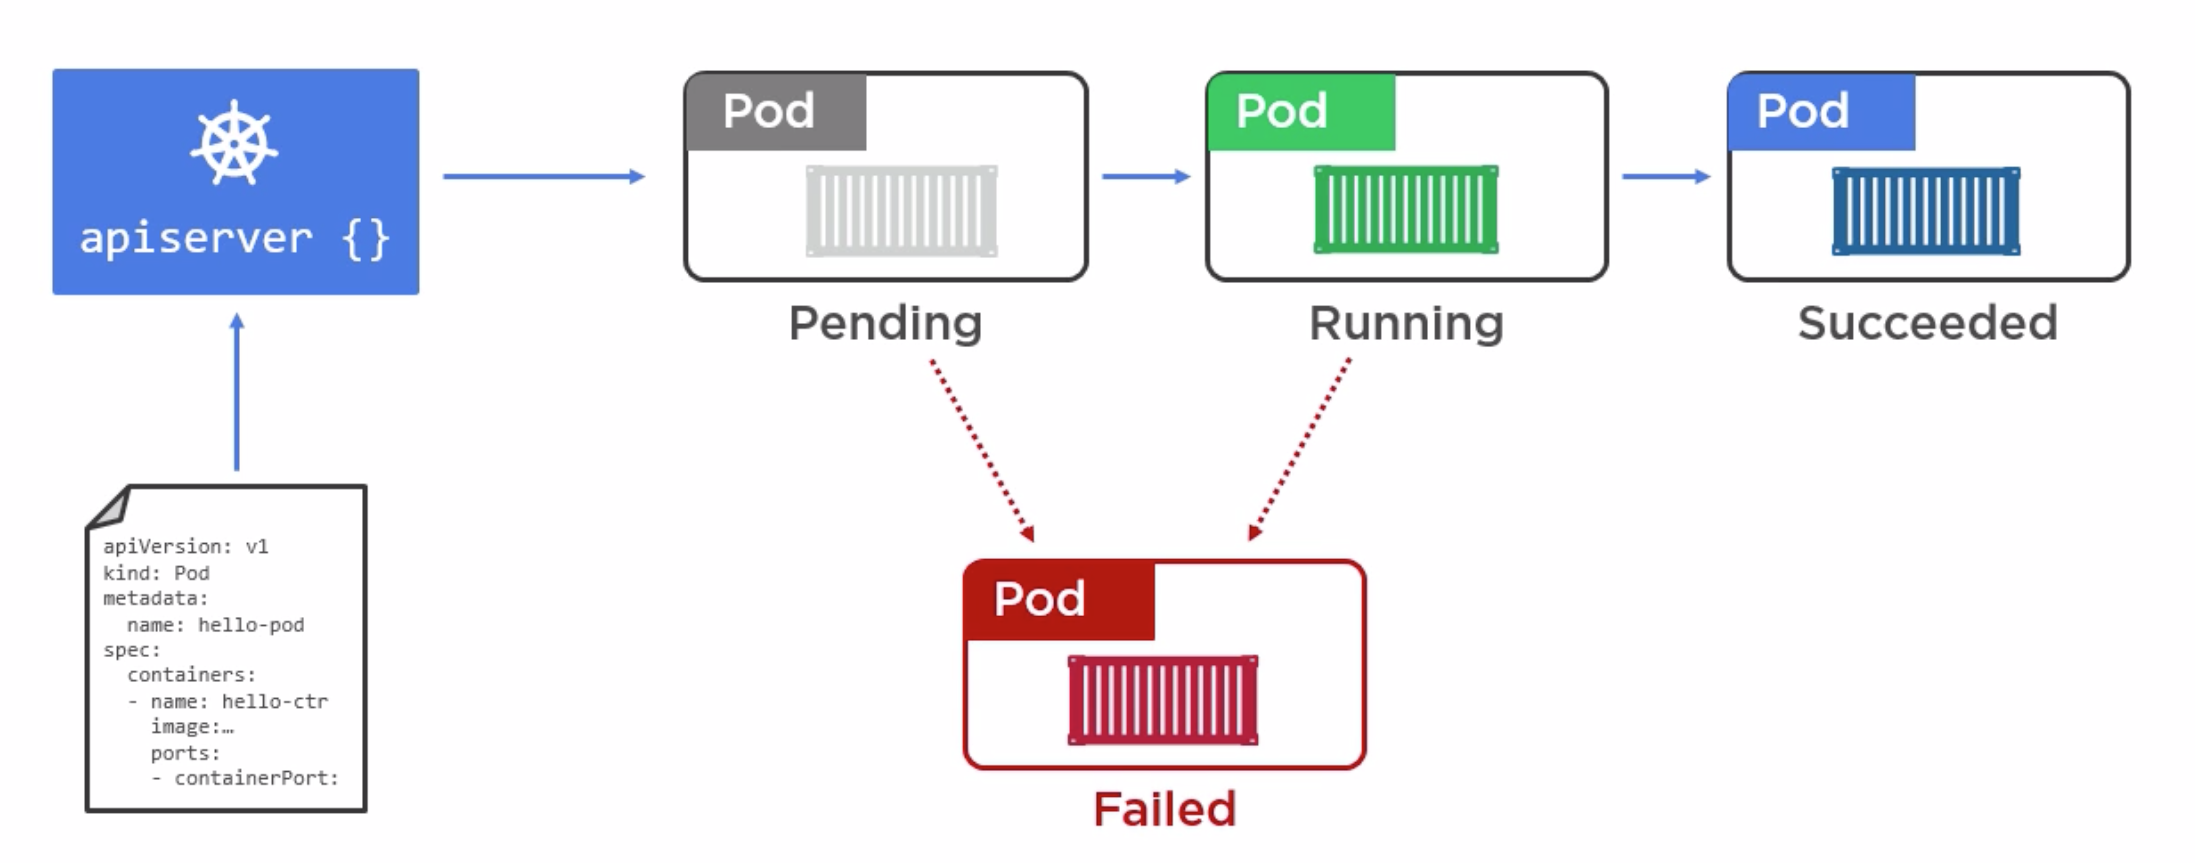 apiserver {}
Pod
Pending
Pod
Running
Pod
Succeeded
apiVersion: v1
kind: Pod
metadata:
  name: hello-pod
spec:
  containers:
  - name: hello-ctr
    image:…
    ports:
    - containerPort:
Pod
Failed